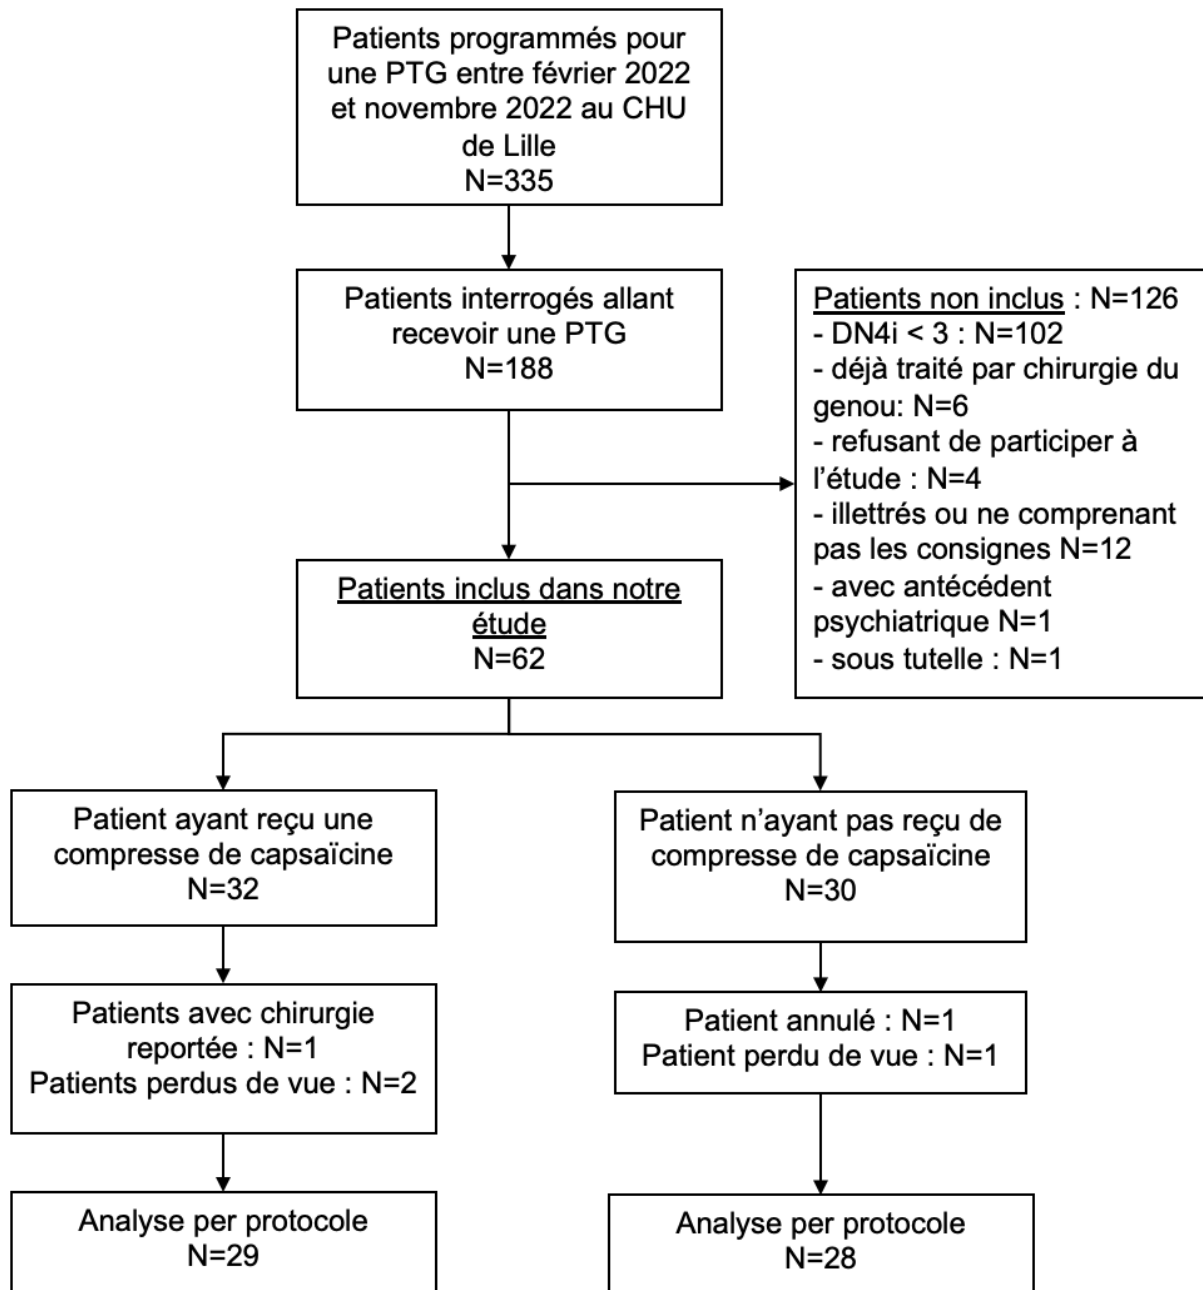 Patients programmés pour
une PTG entre février 2022
et novembre 2022 au CHU
de Lille
N=335
Patients interrogés allant
recevoir une PTG
N=188
Patients non inclus : N=126
- DN4i < 3 : N=102
- déjà traité par chirurgie du
genou: N=6
- refusant de participer à
l’étude : N=4
- illettrés ou ne comprenant
pas les consignes N=12
- avec antécédent
psychiatrique N=1
- sous tutelle : N=1
Patients inclus dans notre
étude
N=62
Patient ayant reçu une
compresse de capsaïcine
N=32
Patient n’ayant pas reçu de
compresse de capsaïcine
N=30
Patients avec chirurgie
reportée : N=1
Patients perdus de vue : N=2
Patient annulé : N=1
Patient perdu de vue : N=1
Analyse per protocole
N=29
Analyse per protocole
N=28